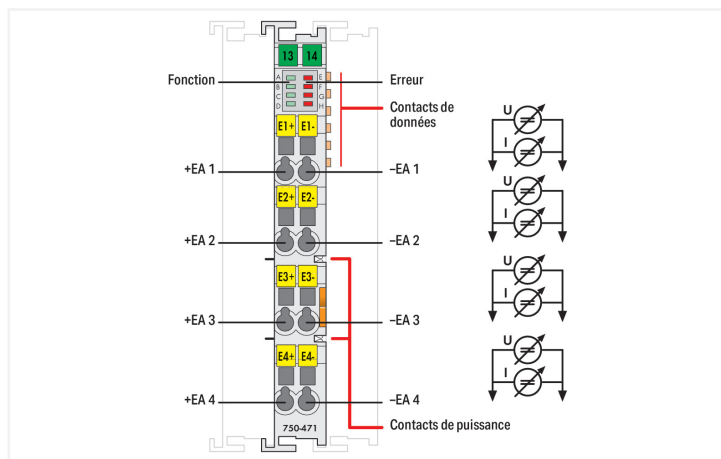 13 14
Fonction
A
B
C
D
E
F
G
H
Erreur
Contacts de
données
E1+ E1-
+EA 1
–EA 1
E2+ E2-
+EA 2
–EA 2
E3+ E3-
+EA 3
–EA 3
E4+ E4-
+EA 4
–EA 4
750-471
Contacts de puissance
U
I
U
I
U
I
U
I